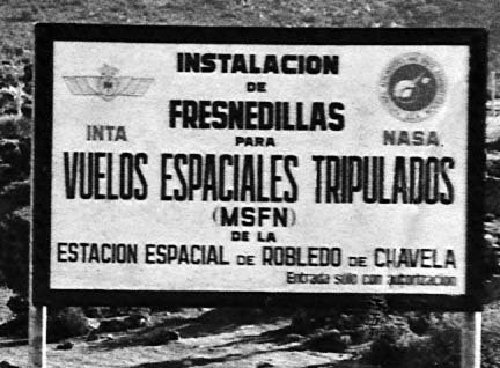 INSTALACION
DE
FRESNEDILLAS
PARA
INTA
NASA.
VUELOS ESPACIALES TRIPULADOS
(MSFN)
DE LA
ESTACION ESPACIAL DE ROBLEDO DE CHAVELA
Entrada sólo con autorización